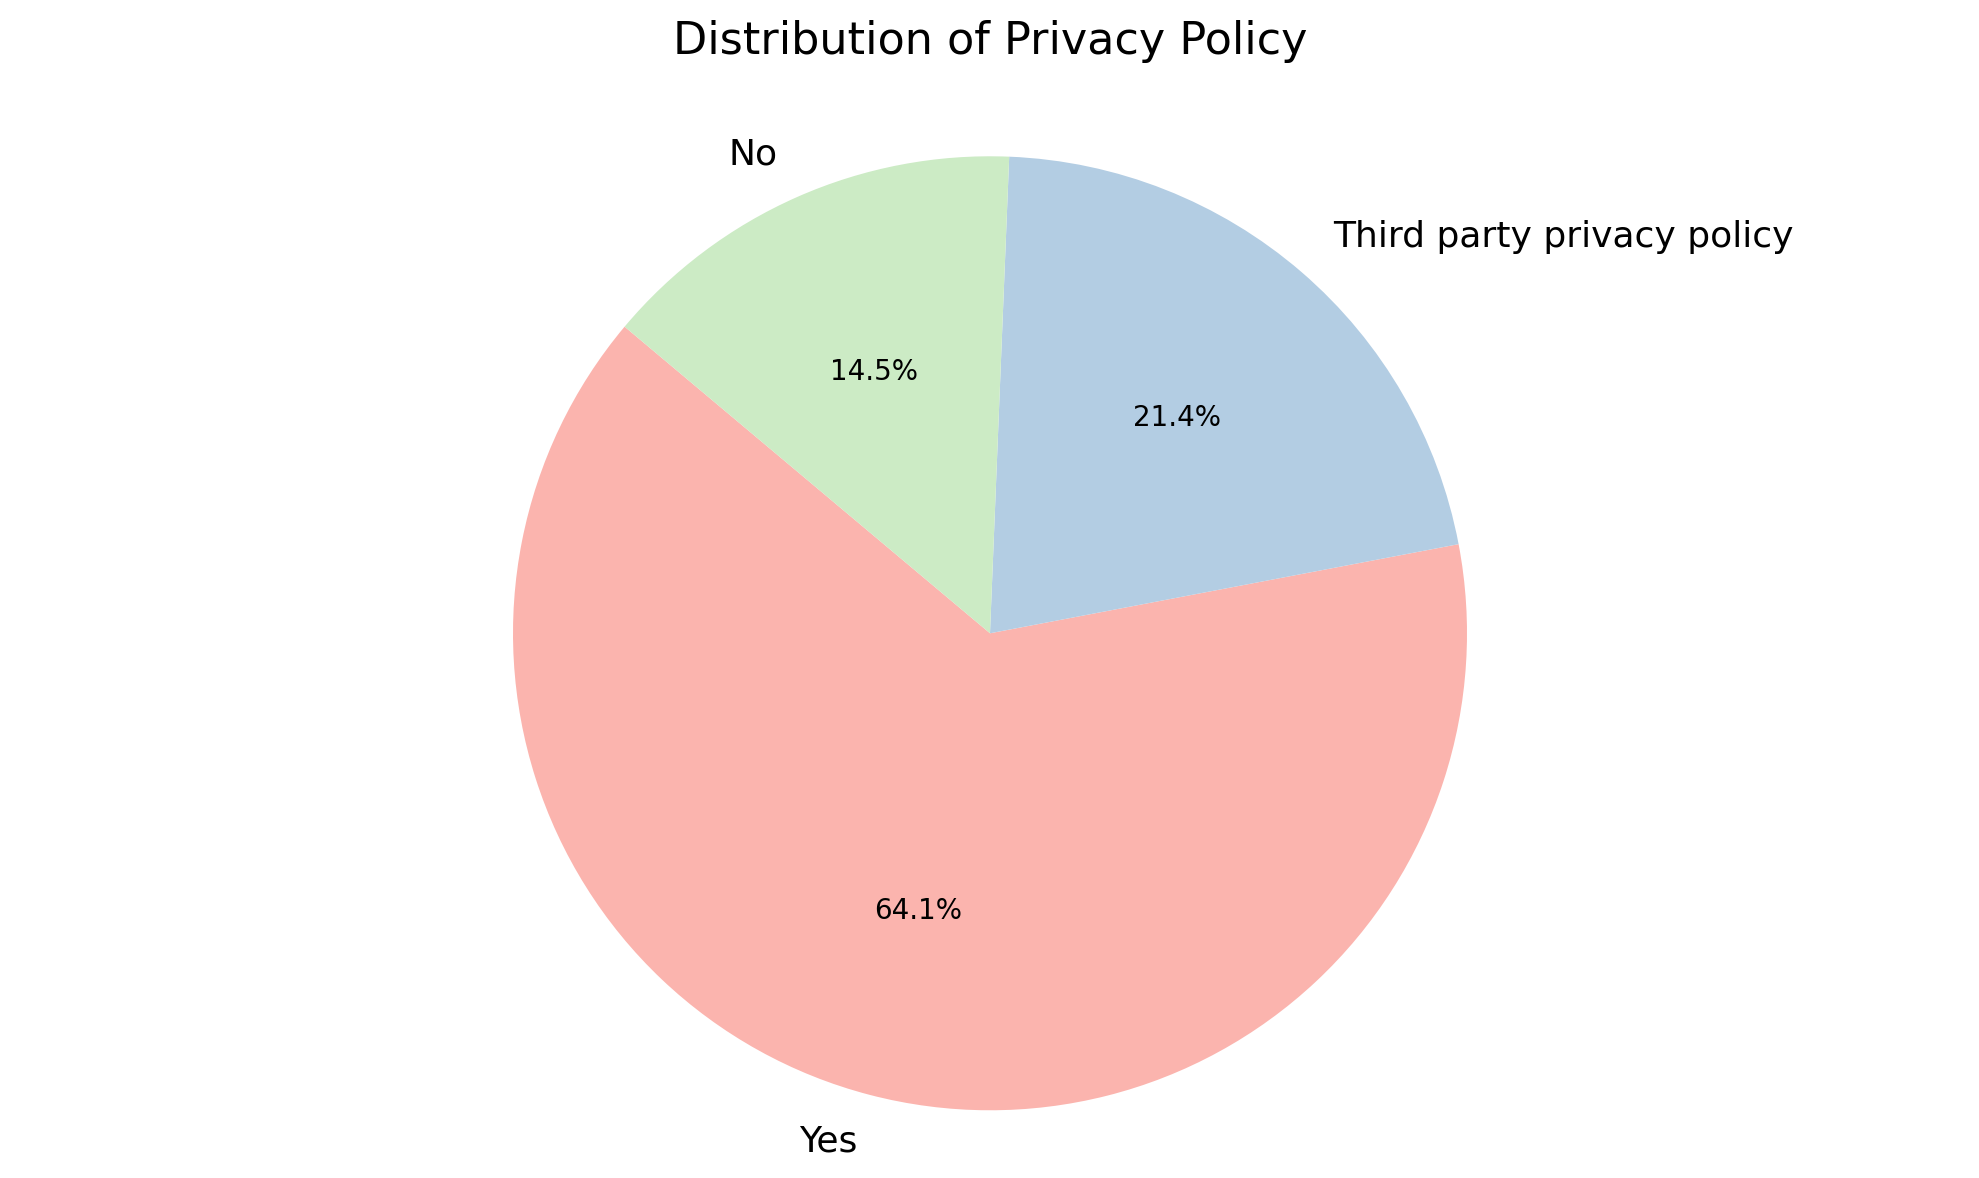 Distribution of Privacy Policy
No
Third party privacy policy
14.5%
21.4%
64.1%
Yes